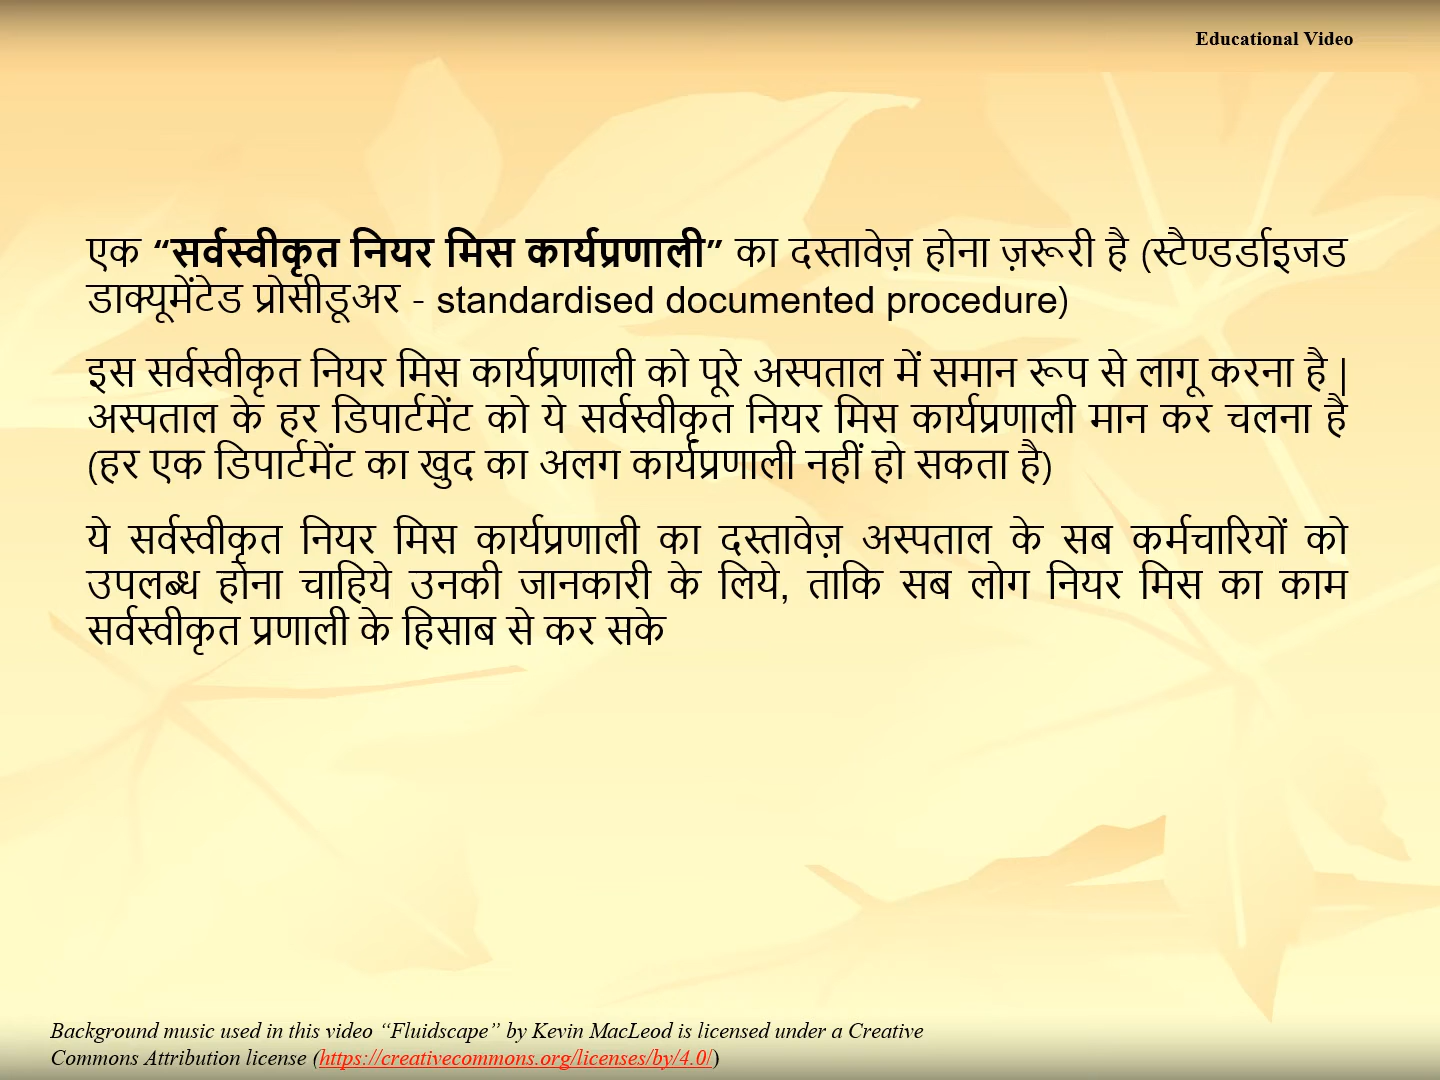 Educational Video
एक “सर्वस्वीकृत नियर मिस कार्यप्रणाली” का दस्तावेज़ होना ज़रूरी है (स्टैण्डर्डाइजड
डाक्यूमेंटेड प्रोसीडूअर - standardised documented procedure)
इस सर्वस्वीकृत नियर मिस कार्यप्रणाली को पूरे अस्पताल में समान रूप से लागू करना है |
अस्पताल के हर डिपार्टमेंट को ये सर्वस्वीकृत नियर मिस कार्यप्रणाली मान कर चलना है
(हर एक डिपार्टमेंट का खुद का अलग कार्यप्रणाली नहीं हो सकता है)
ये सर्वस्वीकृत नियर मिस कार्यप्रणाली का दस्तावेज़ अस्पताल के सब कर्मचारियों को
उपलब्ध होना चाहिये उनकी जानकारी के लिये, ताकि सब लोग नियर मिस का काम
सर्वस्वीकृत प्रणाली के हिसाब से कर सके
Background music used in this video “Fluidscape” by Kevin MacLeod is licensed under a Creative
Commons Attribution license (https://creativecommons.org/licenses/by/4.0/)